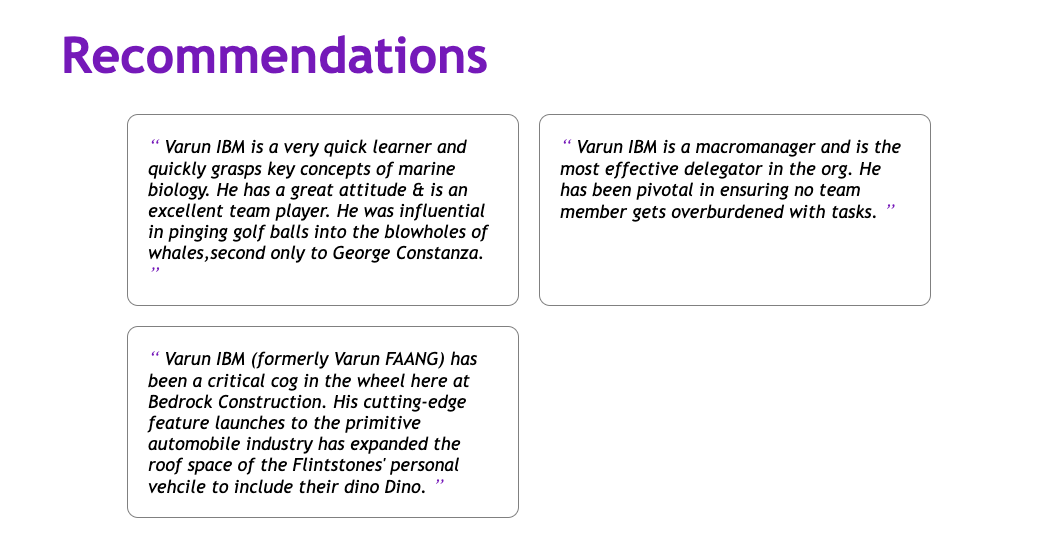 Recommendations
“ Varun IBM is a very quick learner and
quickly grasps key concepts of marine
biology. He has a great attitude & is an
excellent team player. He was influential
in pinging golf balls into the blowholes of
whales,second only to George Constanza.
”
“ Varun IBM is a macromanager and is the
most effective delegator in the org. He
has been pivotal in ensuring no team
member gets overburdened with tasks. ”
“ Varun IBM (formerly Varun FAANG) has
been a critical cog in the wheel here at
Bedrock Construction. His cutting-edge
feature launches to the primitive
automobile industry has expanded the
roof space of the Flintstones' personal
vehcile to include their dino Dino. ”